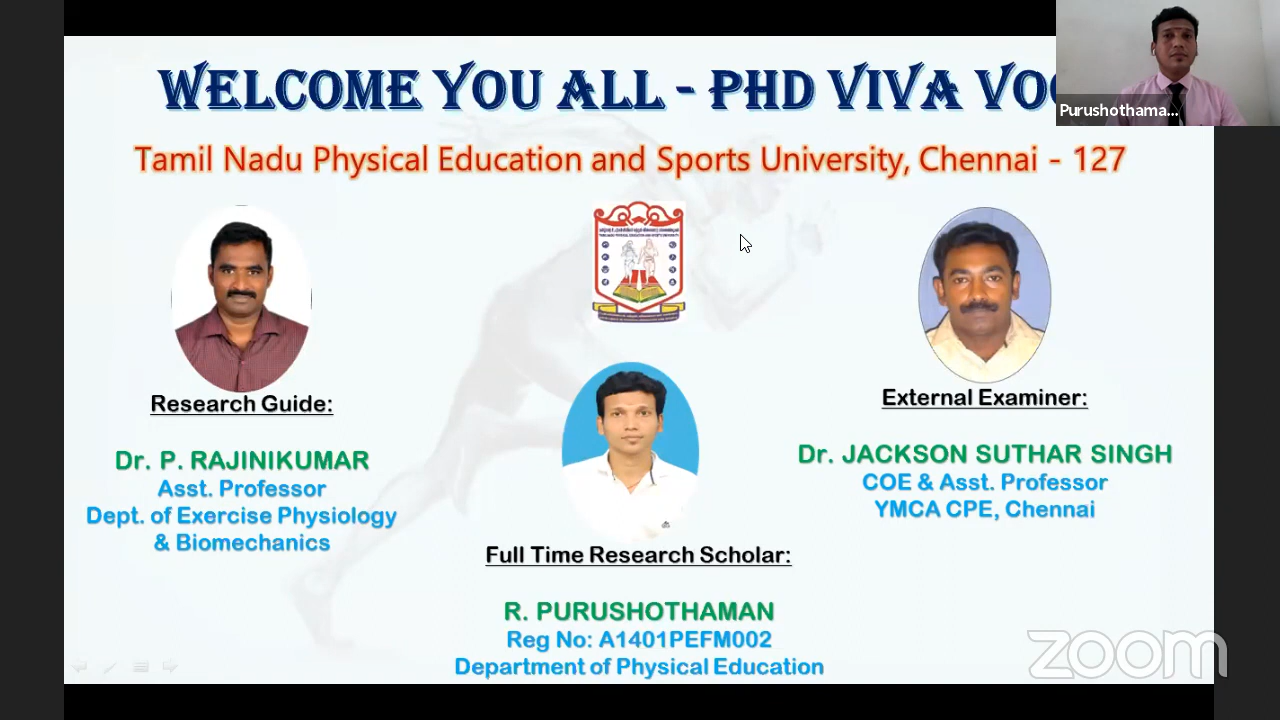 WELCOME YOU ALL - PHD VIVA
Purushothama...
Tamil Nadu Physical Education and Sports University, Chennai - 127
Research Guide:
Dr. P. RAJINIKUMAR
Asst. Professor
Dept. of Exercise Physiology
& Biomechanics
Full Time Research Scholar:
R. PURUSHOTHAMAN
Reg No: A1401PEFM002
Department of Physical Education
External Examiner:
Dr. JACKSON SUTHAR SINGH
COE & Asst. Professor
YMCA CPE, Chennai
zoom